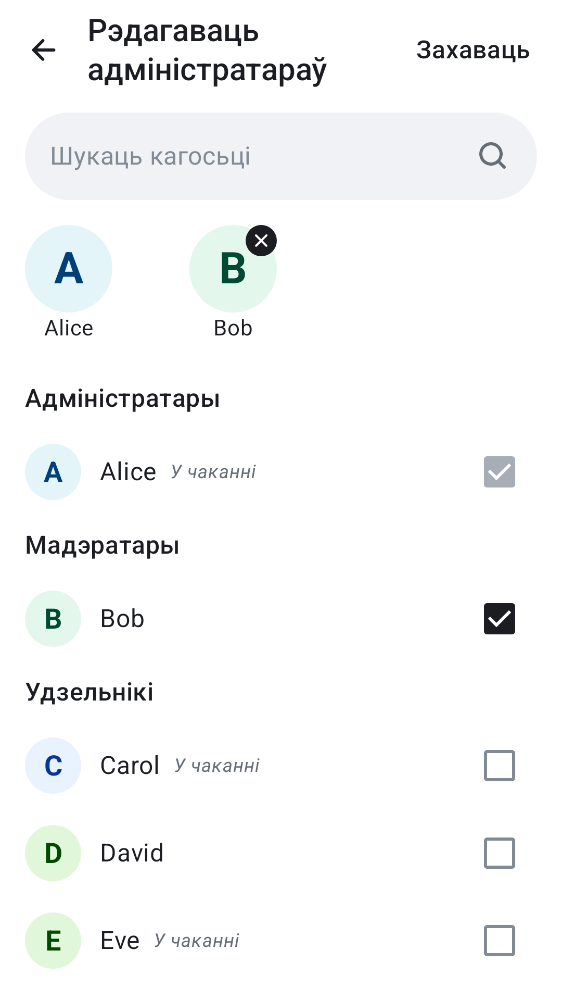 Рэдагаваць
адміністратараў
Захаваць
Шукаць кагосьці
A
B
Alice
Bob
Адміністратары
A Alice У чаканні
Мадэратары
B Bob
Удзельнікі
C Carol У чаканні
D David
E Eve У чаканні